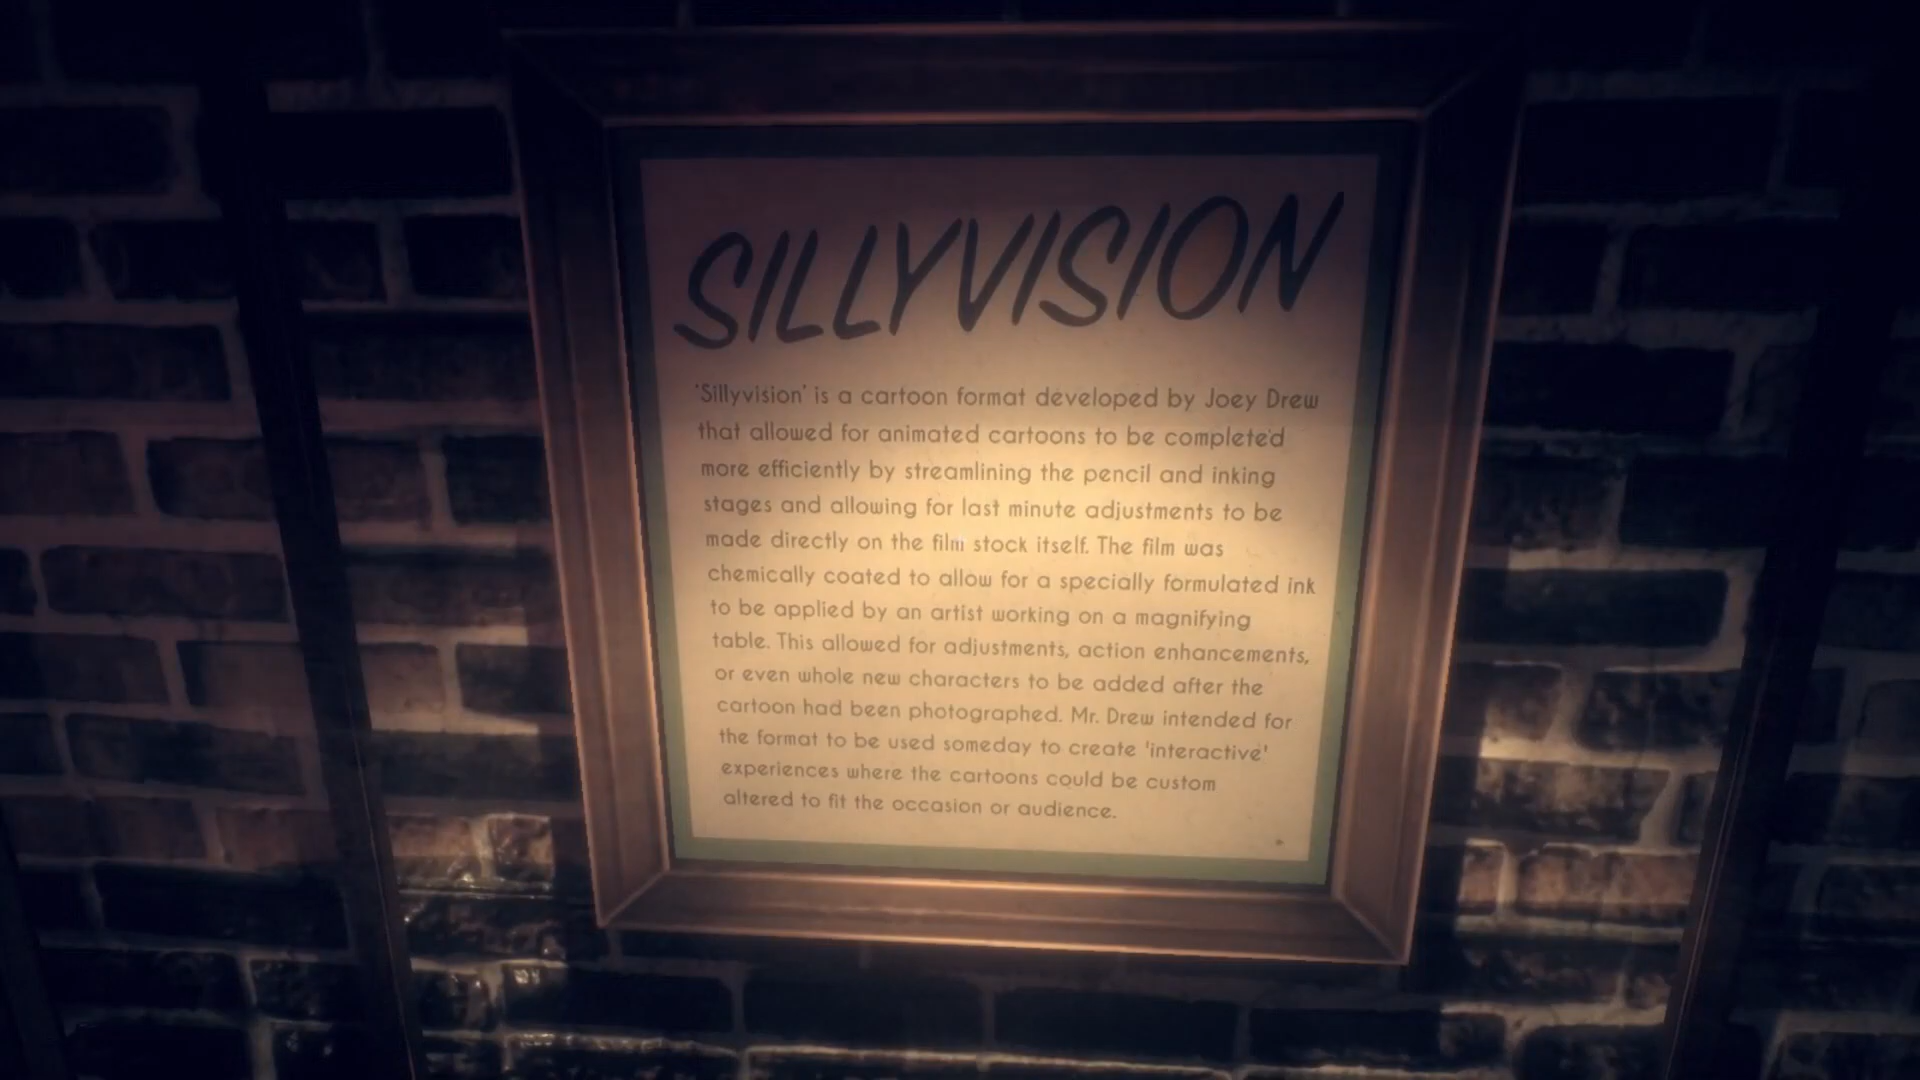 SILLYVISION
'Sillyvision' is a cartoon format developed by Joey Drew
that allowed for animated cartoons to be completed
more efficiently by streamlining the pencil and inking
stages and allowing for last minute adjustments to be
made directly on the film stock itself. The film was
chemically coated to allow for a specially formulated ink
to be applied by an artist working on a magnifying
table. This allowed for adjustments, action enhancements,
or even whole new characters to be added after the
cartoon had been photographed. Mr. Drew intended for
the format to be used someday to create 'interactive'
experiences where the cartoons could be custom
altered to fit the occasion or audience.